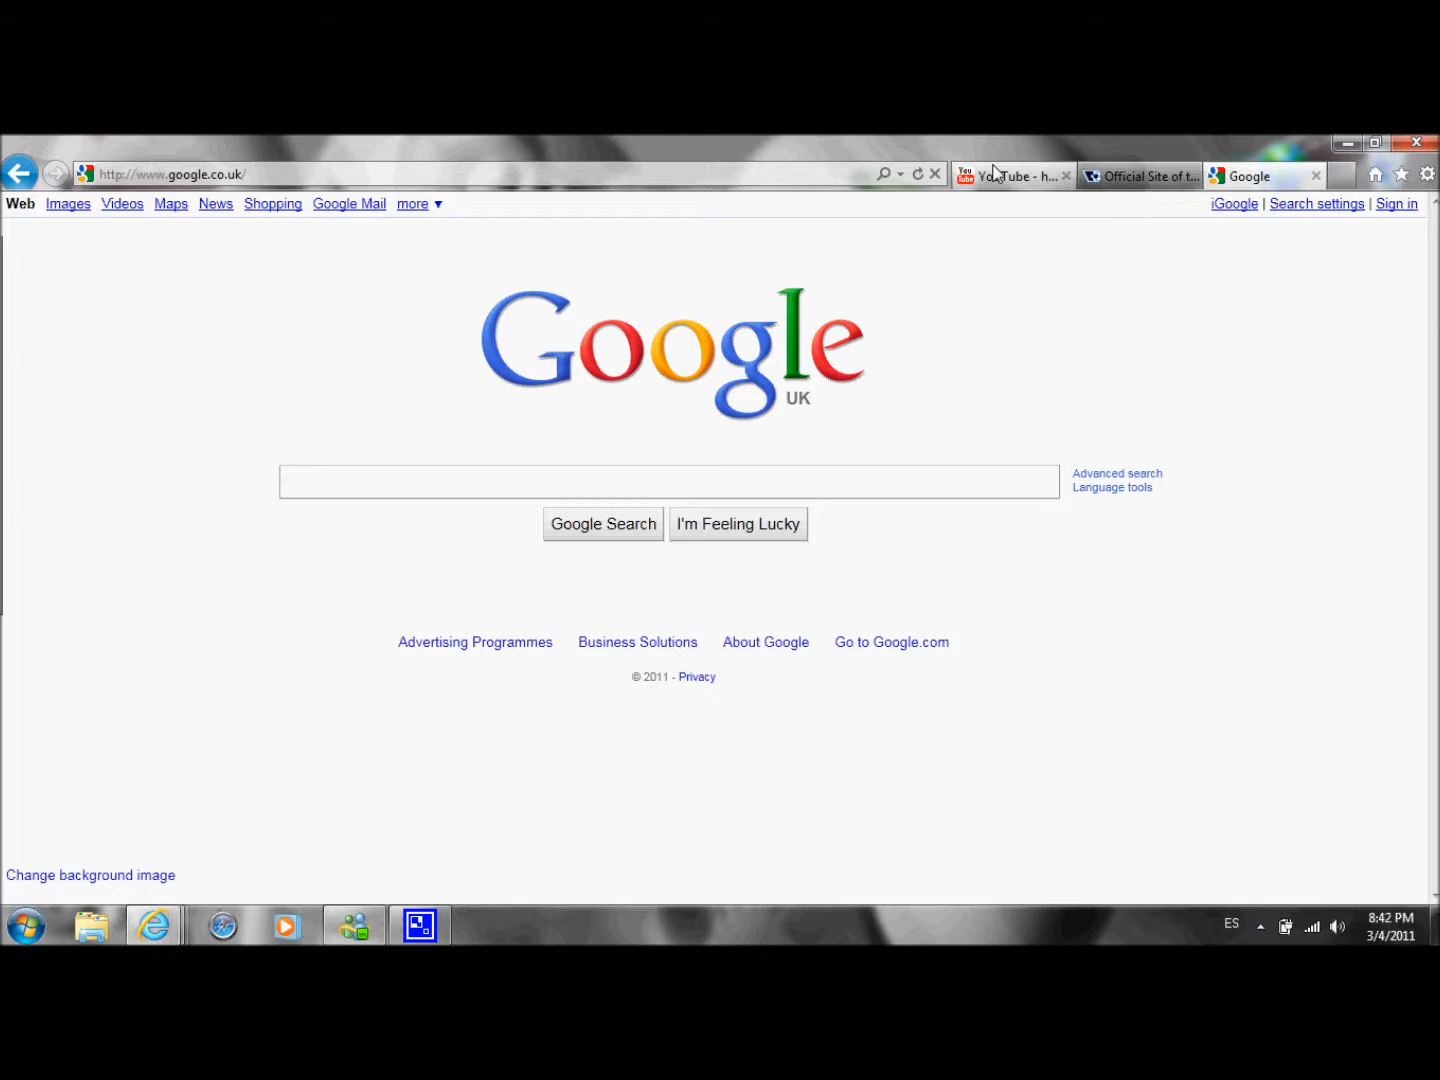 http://www.google.co.uk/
You Tube
YouTube - h...
Official Site of t...
Google
Web Images Videos Maps News Shopping Google Mail more ▼
iGoogle | Search settings | Sign in
Google
UK
Advanced search
Language tools
Google Search
I'm Feeling Lucky
Advertising Programmes Business Solutions About Google Go to Google.com
© 2011 - Privacy
Change background image
ES
8:42 PM
3/4/2011